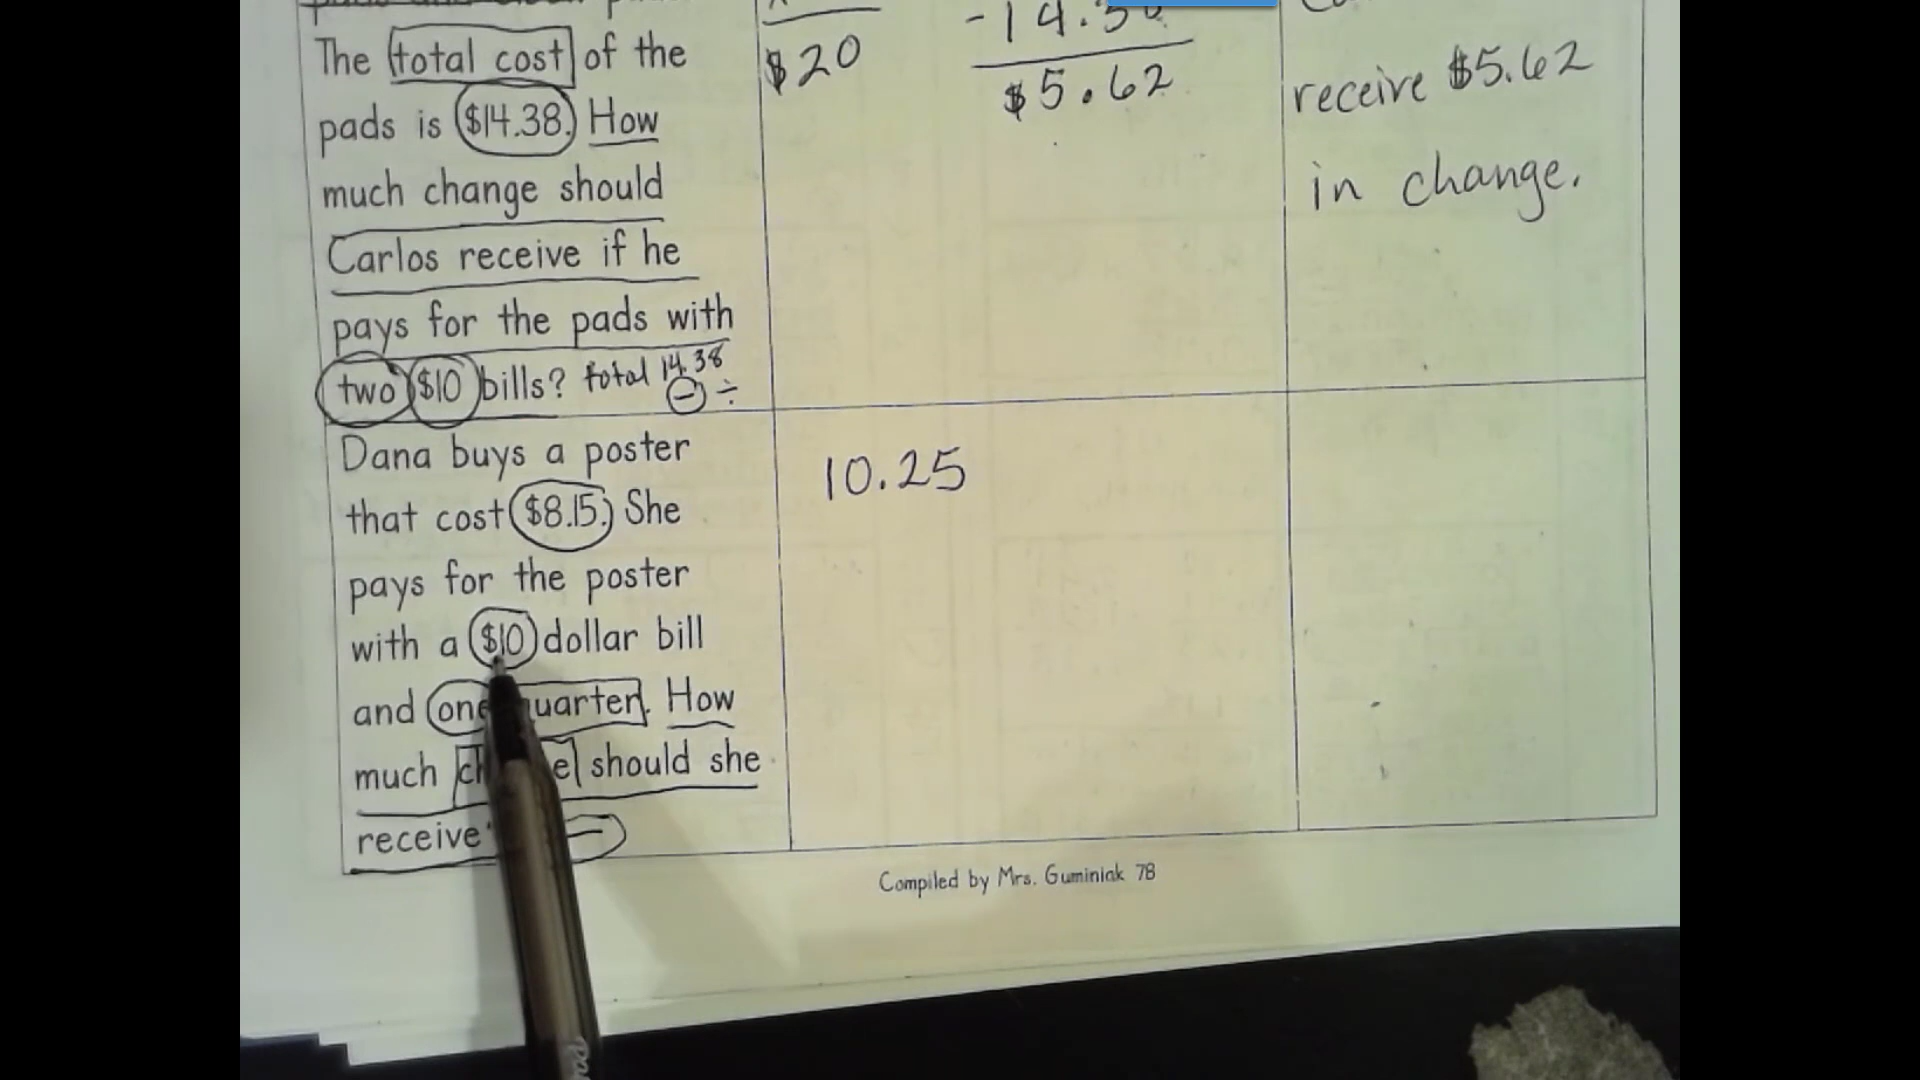 The total cost of the
pads is $14.38. How
much change should
Carlos receive if he
pays for the pads with
two $10 bills? total 14.38
- ÷
$20
$5.62
receive $5.62
in change.
Dana buys a poster
that cost $8.15. She
pays for the poster
with a $10 dollar bill
and one quarter. How
much should she
receive
10.25
Compiled by Mrs. Guminiak 78